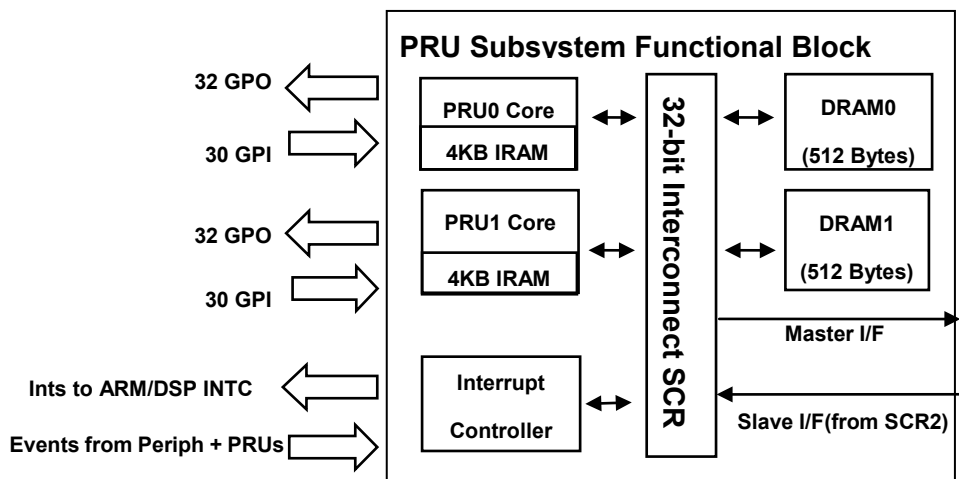 PRU Subsystem Functional Block
32 GPO
30 GPI
PRU0 Core
4KB IRAM
32 GPO
30 GPI
PRU1 Core
4KB IRAM
32-bit Interconnect SCR
DRAM0
(512 Bytes)
DRAM1
(512 Bytes)
Master I/F
Ints to ARM/DSP INTC
Events from Periph + PRUs
Interrupt
Controller
Slave I/F(from SCR2)